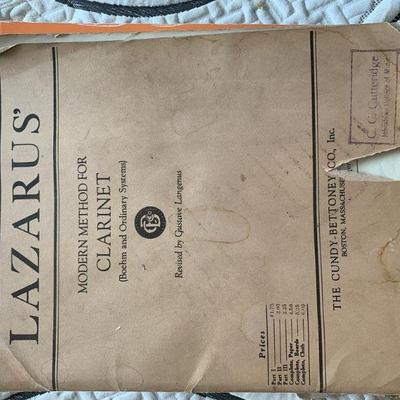 LAZARUS'
MODERN METHOD FOR
CLARINET
(Boehm and Ordinary Systems)
Revised by Gustave Langenus
Prices
Part I
Part II
Part III
Complete, Paper
Complete, Boards
Complete, Cloth
THE CUNDY-BETTONEY CO., Inc.
BOSTON, MASSACHUSE
C. C. Cutteridge